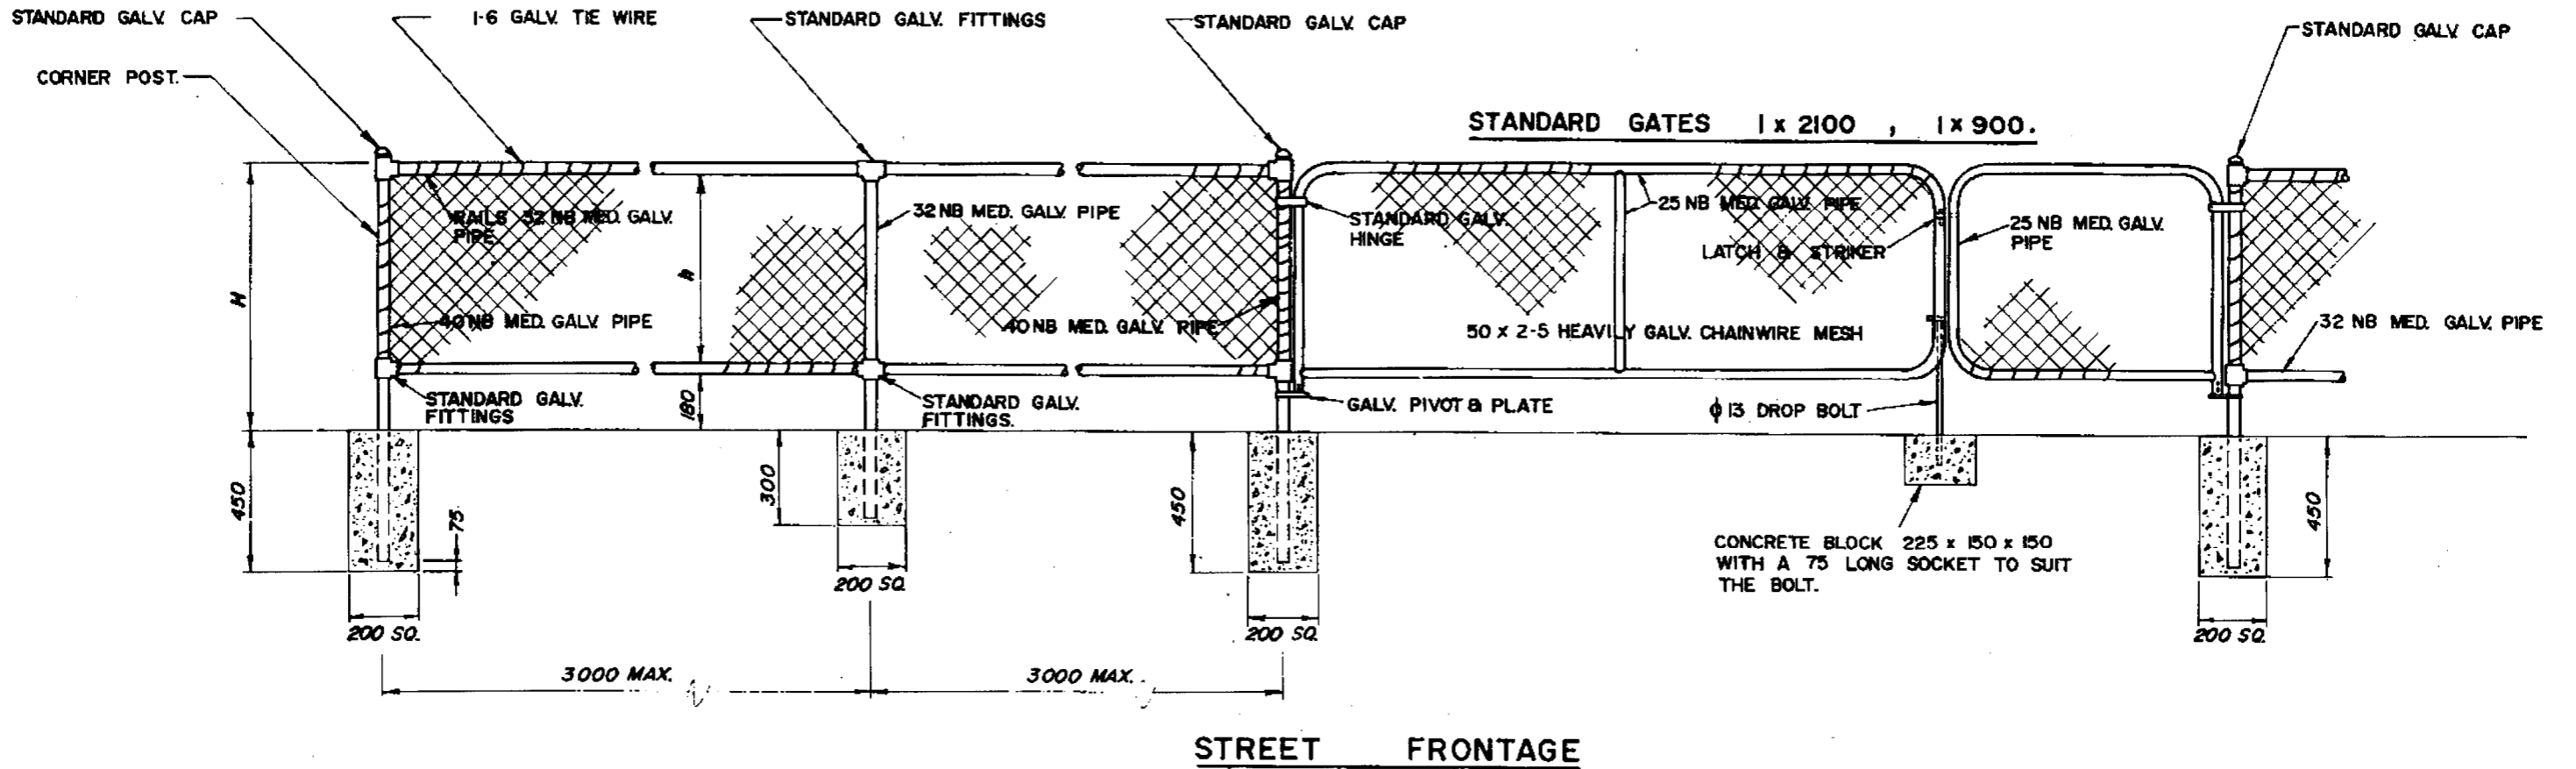 STANDARD GALV. CAP
1-6 GALV. TIE WIRE
STANDARD GALV. FITTINGS
STANDARD GALV. CAP
STANDARD GALV. CAP
CORNER POST.
STANDARD GATES 1 x 2100 , 1 x 900.
RAILS 32 NB MED. GALV.
PIPE
32 NB MED. GALV. PIPE
STANDARD GALV.
HINGE
25 NB MED. GALV. PIPE
LATCH & STRIKER
25 NB MED. GALV.
PIPE
H
h
40 NB MED. GALV. PIPE
40 NB MED. GALV. PIPE
50 x 2-5 HEAVILY GALV. CHAINWIRE MESH
32 NB MED. GALV. PIPE
STANDARD GALV.
FITTINGS
180
STANDARD GALV.
FITTINGS.
GALV. PIVOT & PLATE
ϕ 13 DROP BOLT
450
75
300
450
450
CONCRETE BLOCK 225 x 150 x 150
WITH A 75 LONG SOCKET TO SUIT
THE BOLT.
200 SQ.
200 SQ.
200 SQ.
200 SQ.
3000 MAX.
3000 MAX.
STREET FRONTAGE